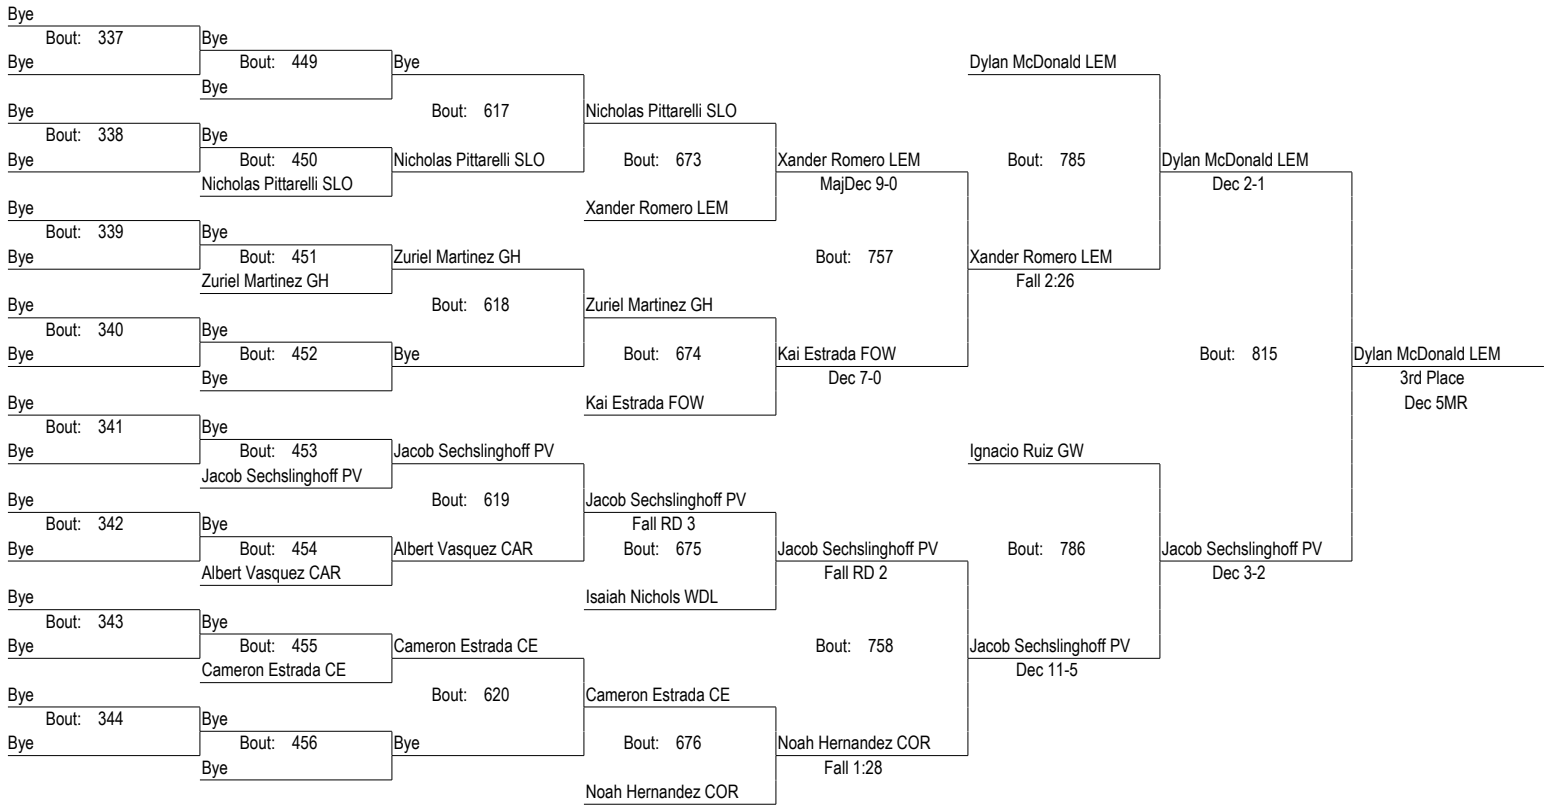 Bye
Bout: 337
Bye
Bye
Bout: 449
Bye
Bye
Dylan McDonald LEM
Bye
Bout: 617
Nicholas Pittarelli SLO
Bout: 338
Bye
Bye
Bout: 450
Nicholas Pittarelli SLO
Bout: 673
Xander Romero LEM
Bout: 785
Dylan McDonald LEM
Nicholas Pittarelli SLO
MajDec 9-0
Dec 2-1
Bye
Xander Romero LEM
Bout: 339
Bye
Bye
Bout: 451
Zuriel Martinez GH
Bout: 757
Xander Romero LEM
Zuriel Martinez GH
Fall 2:26
Bye
Bout: 618
Zuriel Martinez GH
Bout: 340
Bye
Bye
Bout: 452
Bye
Bout: 674
Kai Estrada FOW
Bout: 815
Dylan McDonald LEM
Bye
Dec 7-0
3rd Place
Bye
Kai Estrada FOW
Dec 5MR
Bout: 341
Bye
Bye
Bout: 453
Jacob Sechslinghoff PV
Ignacio Ruiz GW
Jacob Sechslinghoff PV
Bye
Bout: 619
Jacob Sechslinghoff PV
Bout: 342
Bye
Fall RD 3
Bye
Bout: 454
Albert Vasquez CAR
Bout: 675
Jacob Sechslinghoff PV
Bout: 786
Jacob Sechslinghoff PV
Albert Vasquez CAR
Fall RD 2
Dec 3-2
Bye
Isaiah Nichols WDL
Bout: 343
Bye
Bye
Bout: 455
Cameron Estrada CE
Bout: 758
Jacob Sechslinghoff PV
Cameron Estrada CE
Dec 11-5
Bye
Bout: 620
Cameron Estrada CE
Bout: 344
Bye
Bye
Bout: 456
Bye
Bout: 676
Noah Hernandez COR
Bye
Fall 1:28
Noah Hernandez COR